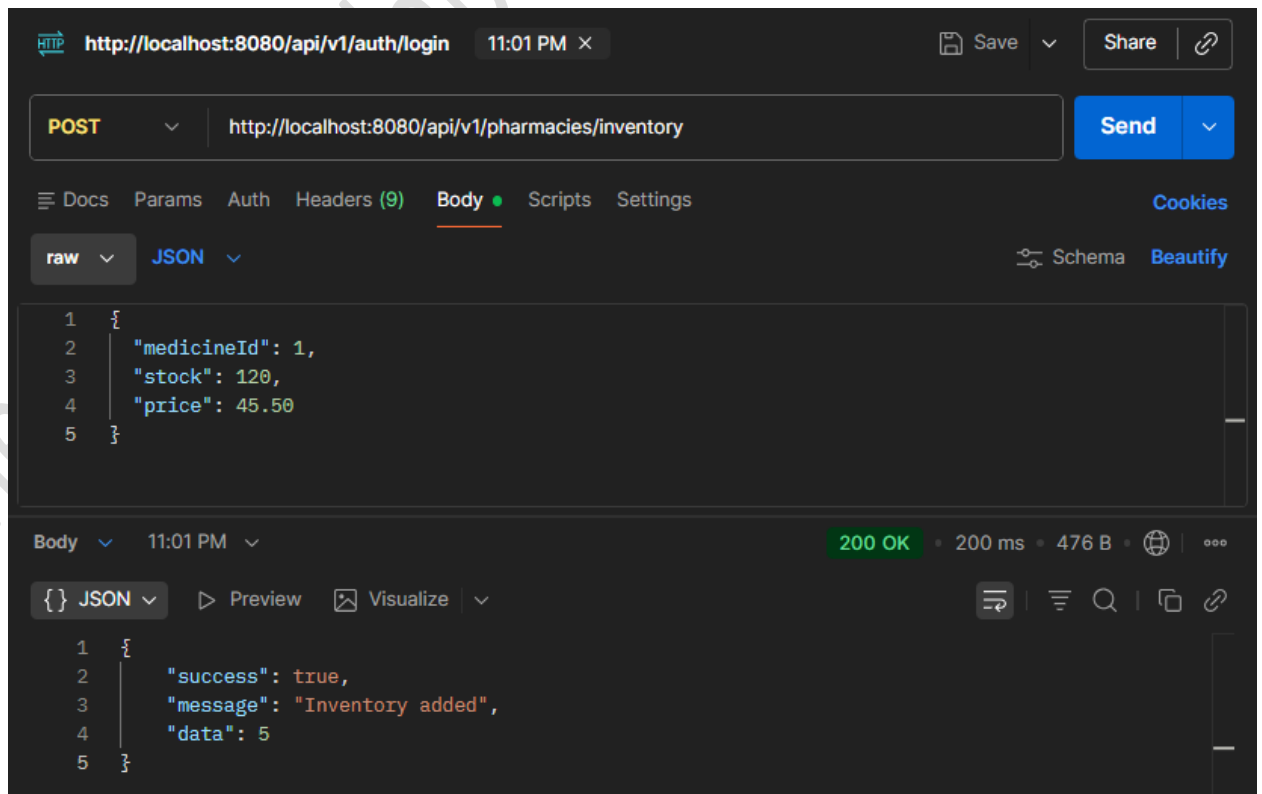 HTTP http://localhost:8080/api/v1/auth/login 11:01 PM × Save Share
POST http://localhost:8080/api/v1/pharmacies/inventory Send
Docs Params Auth Headers (9) Body Scripts Settings Cookies
raw JSON Schema Beautify
1 {
2 "medicineId": 1,
3 "stock": 120,
4 "price": 45.50
5 }
Body 11:01 PM 200 OK • 200 ms • 476 B
{} JSON Preview Visualize
1 {
2 "success": true,
3 "message": "Inventory added",
4 "data": 5
5 }